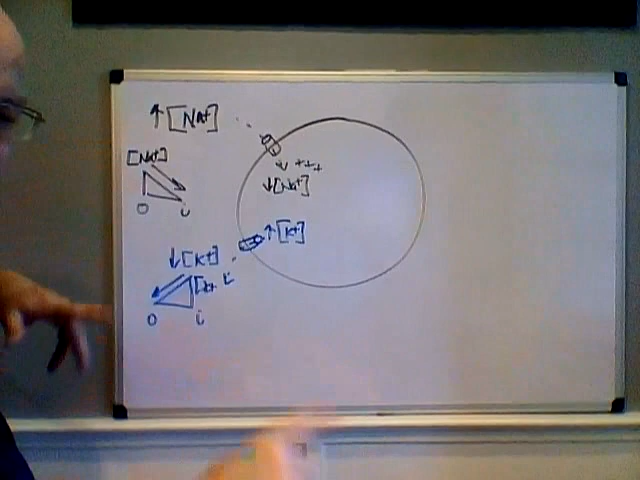 ↑ [Na+]
[Na+]
+++
↓[Na+]
o i
↑[K+]
↓[K+]
o i